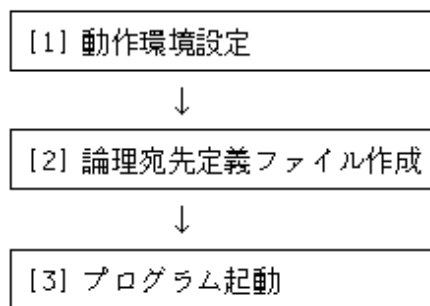 [1] 動作環境設定
↓
[2] 論理宛先定義ファイル作成
↓
[3] プログラム起動